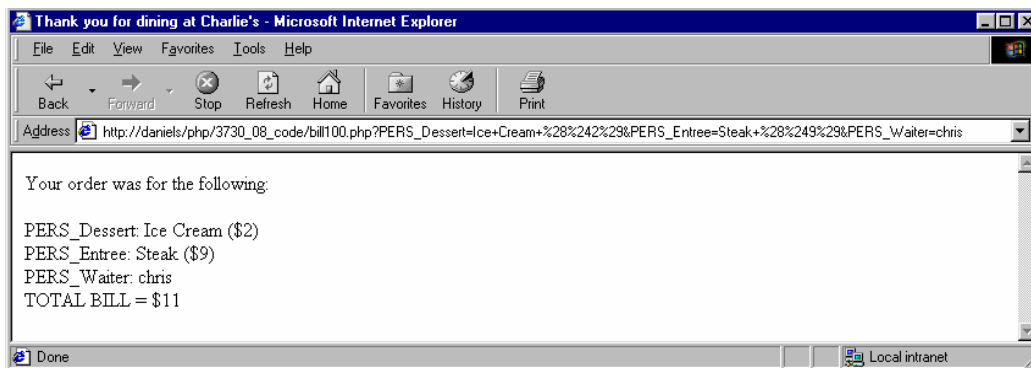 Thank you for dining at Charlie's - Microsoft Internet Explorer
File Edit View Favorites Tools Help
Back Forward Stop Refresh Home Favorites History Print
Address http://daniels/php/3730_08_code/bill100.php?PERS_Dessert=Ice+Cream+%28%242%29&PERS_Entree=Steak+%28%249%29&PERS_Waiter=chris
Your order was for the following:
PERS_Dessert: Ice Cream ($2)
PERS_Entree: Steak ($9)
PERS_Waiter: chris
TOTAL BILL = $11
Done Local intranet